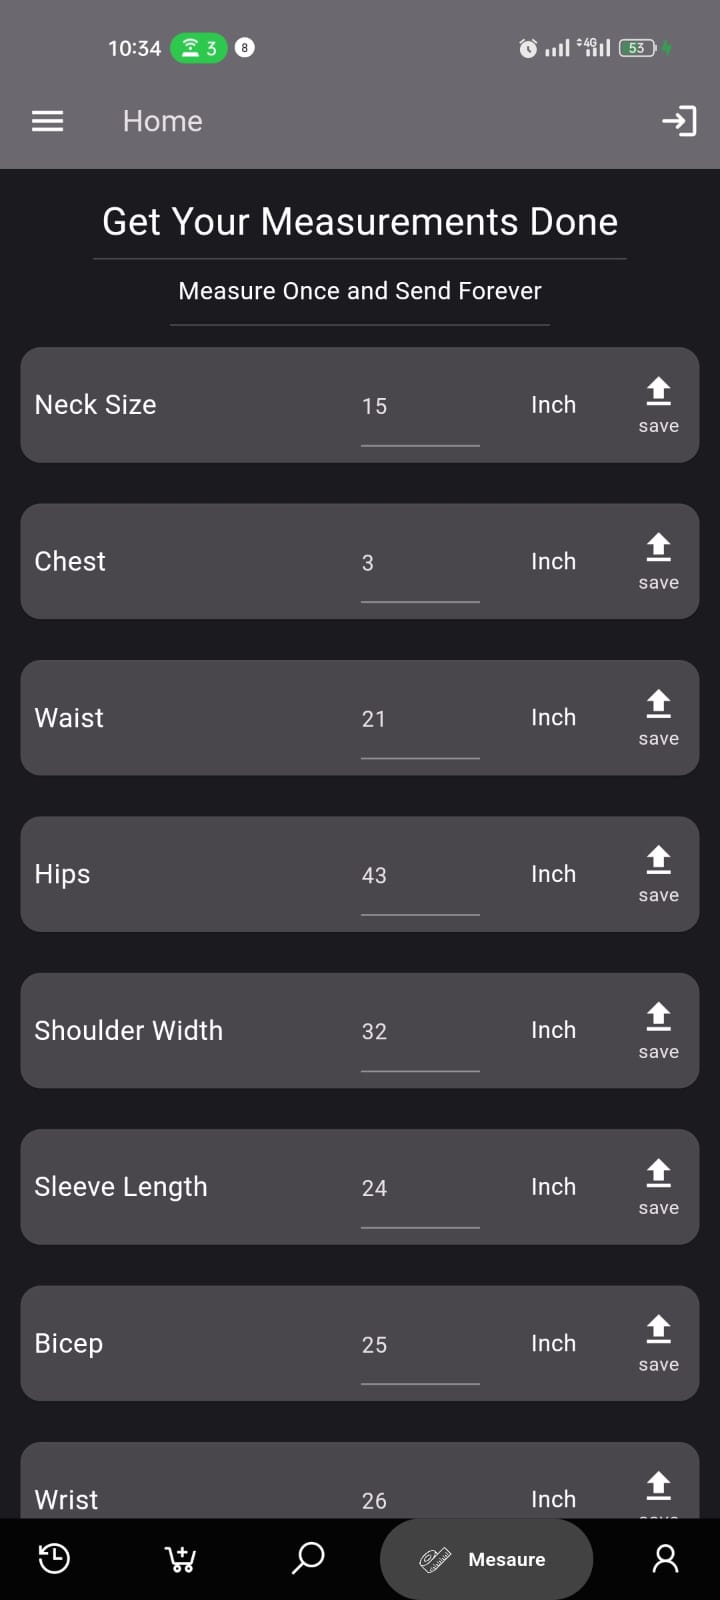 10:34 3 8 4G 53
Home
Get Your Measurements Done
Measure Once and Send Forever
Neck Size 15 Inch save
Chest 3 Inch save
Waist 21 Inch save
Hips 43 Inch save
Shoulder Width 32 Inch save
Sleeve Length 24 Inch save
Bicep 25 Inch save
Wrist 26 Inch
Mesaure